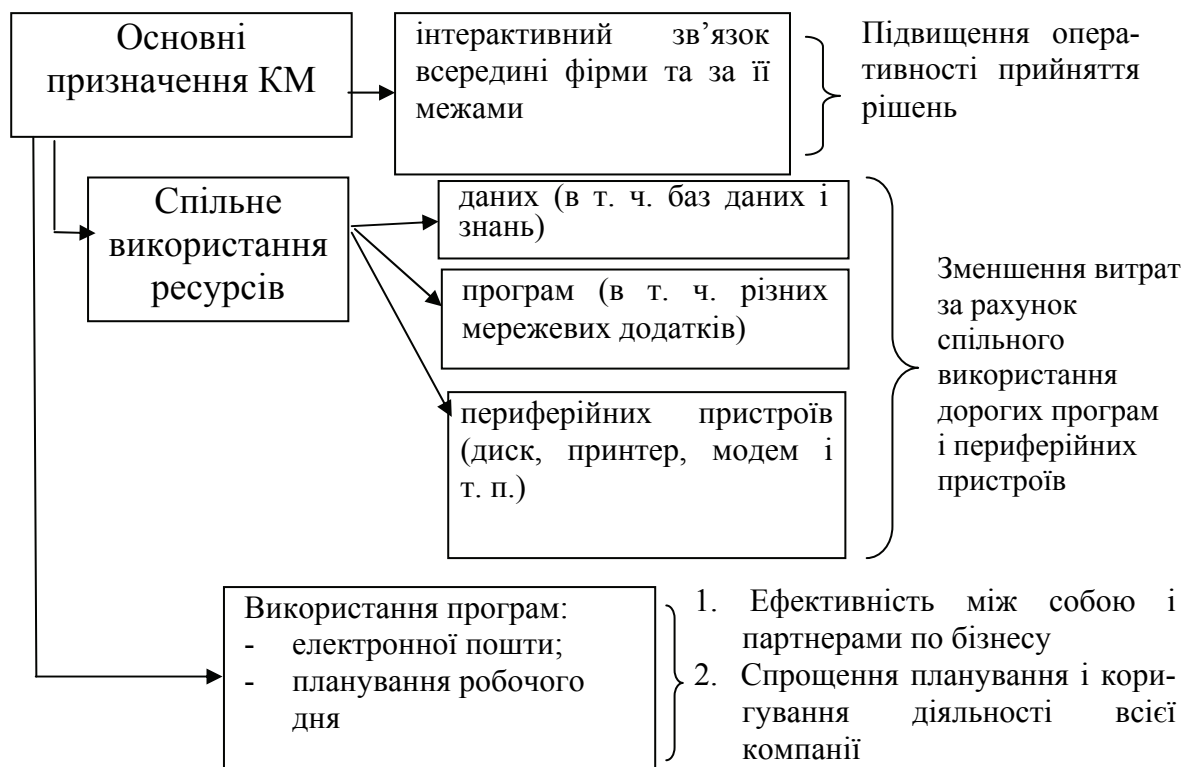 Основні
призначення КМ
інтерактивний зв’язок
всередині фірми та за її
межами
Підвищення опера-
тивності прийняття
рішень
Спільне
використання
ресурсів
даних (в т. ч. баз даних і
знань)
програм (в т. ч. різних
мережевих додатків)
периферійних пристроїв
(диск, принтер, модем і
т. п.)
Зменшення витрат
за рахунок
спільного
використання
дорогих програм
і периферійних
пристроїв
Використання програм:
- електронної пошти;
- планування робочого
дня
1. Ефективність між собою і
партнерами по бізнесу
2. Спрощення планування і кори-
гування діяльності всієї
компанії